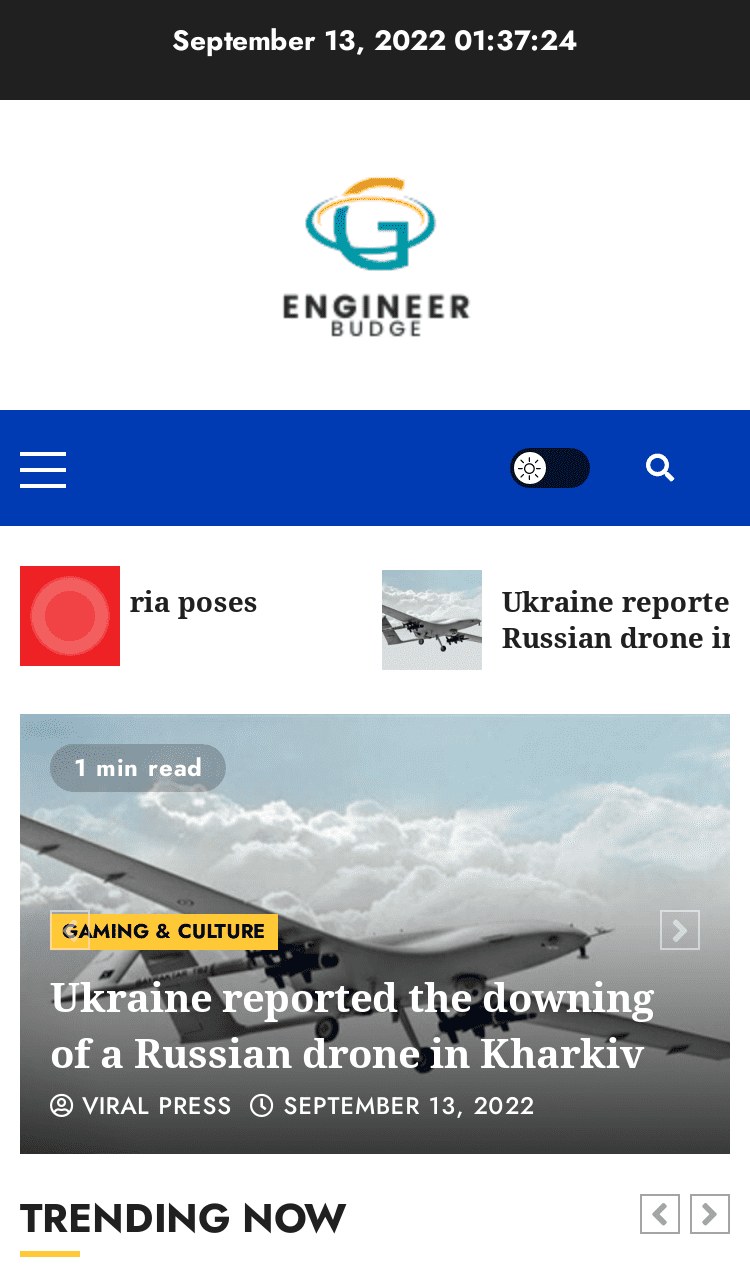 September 13, 2022 01:37:24
ENGINEER
BUDGE
ria poses
Ukraine reporte
Russian drone in
1 min read
GAMING & CULTURE
Ukraine reported the downing
of a Russian drone in Kharkiv
VIRAL PRESS SEPTEMBER 13, 2022
TRENDING NOW